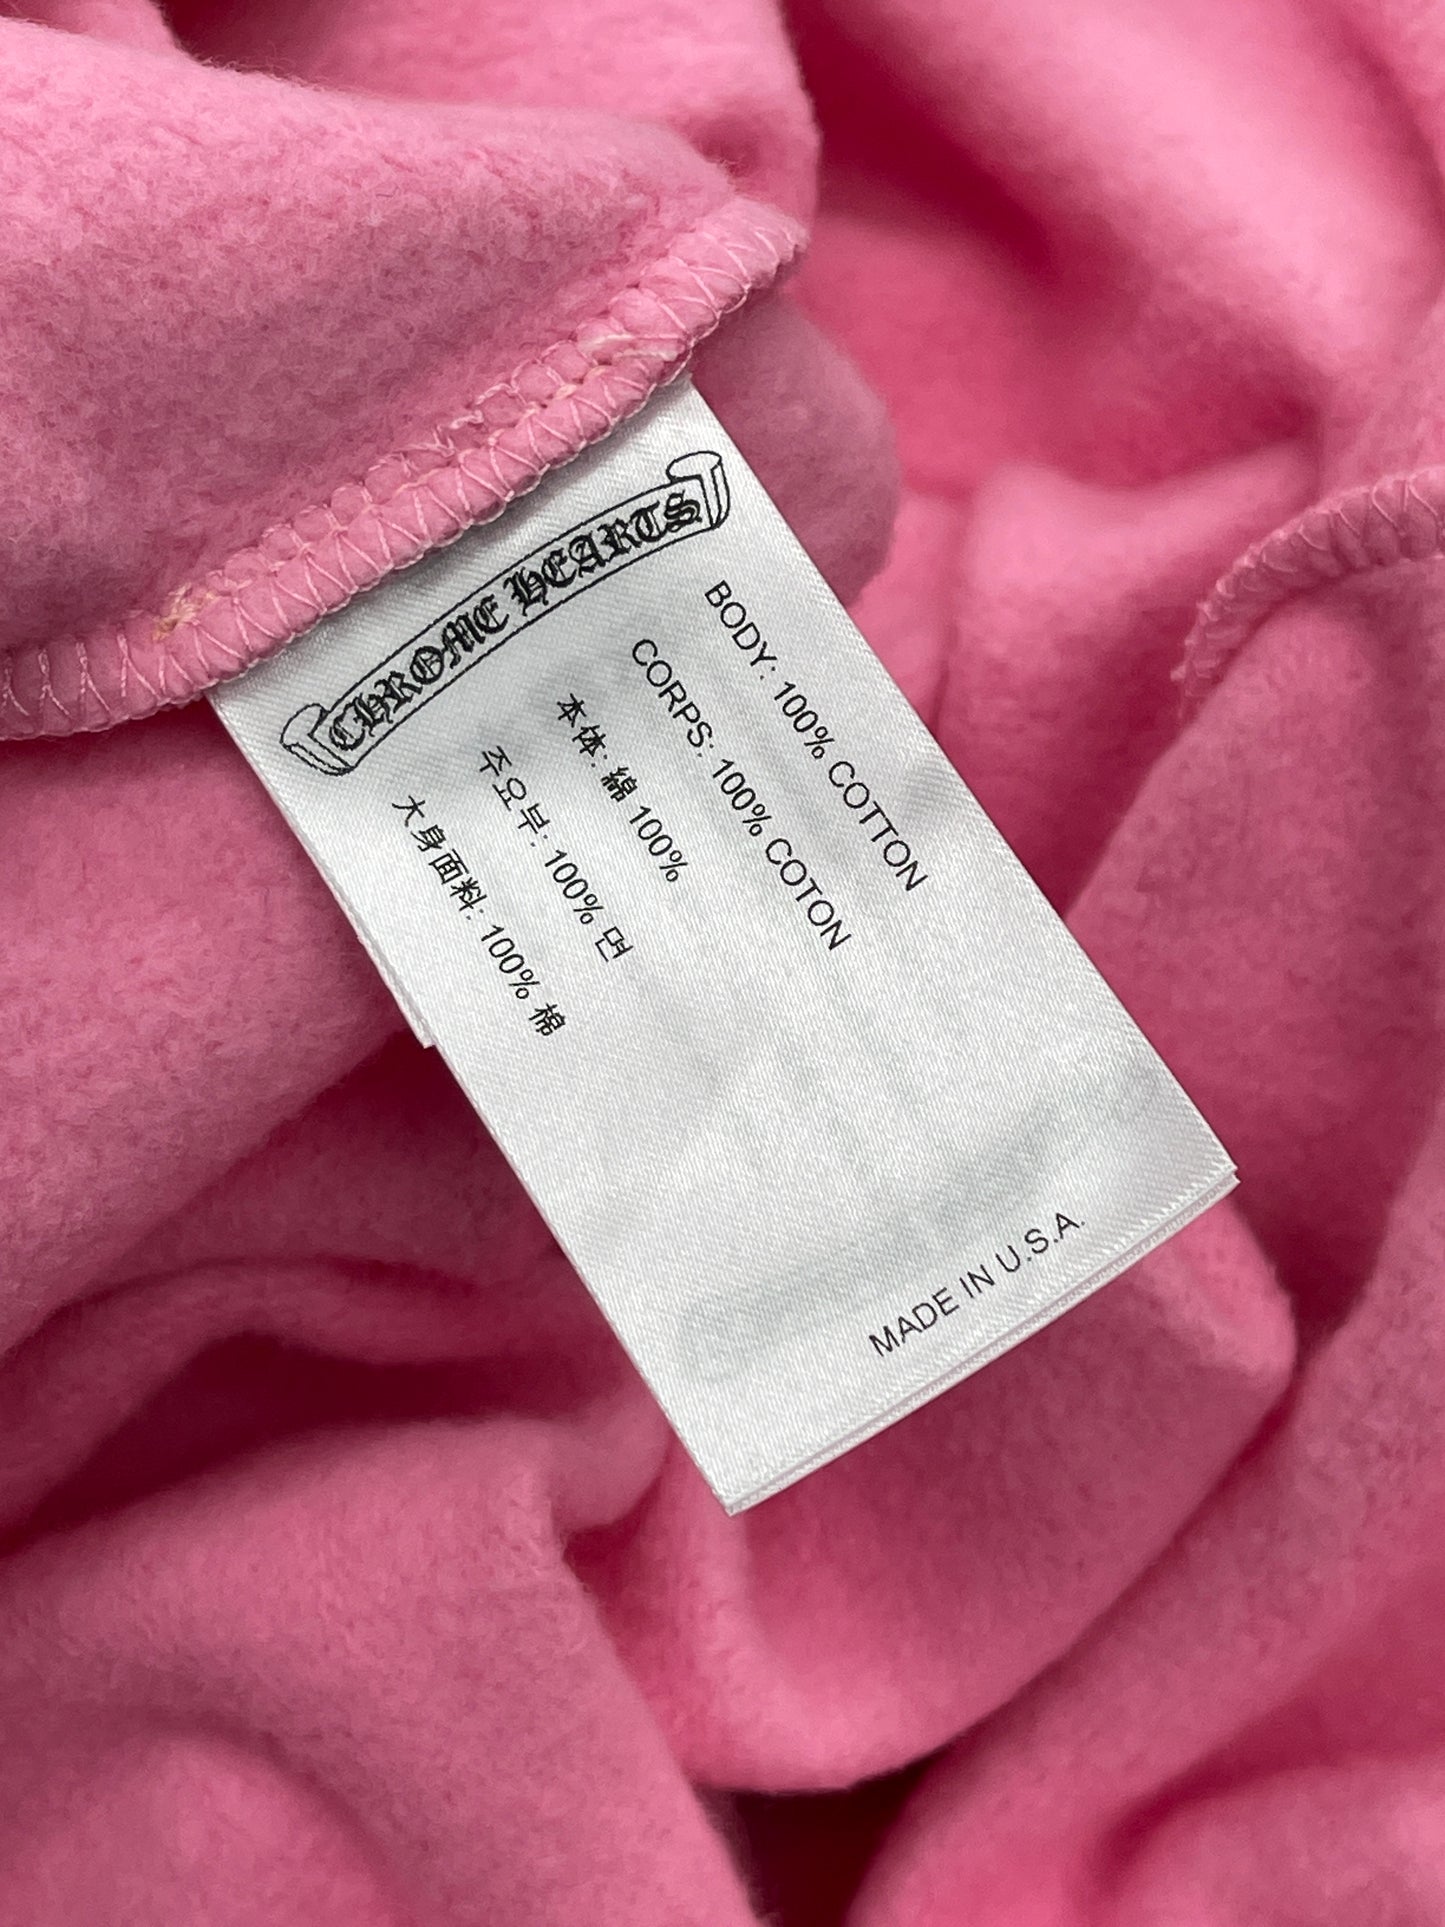 CHROME HEARTS
BODY: 100% COTTON
CORPS: 100% COTON
本体: 綿 100%
주요부: 100% 면
大身面料: 100% 棉
MADE IN U.S.A.